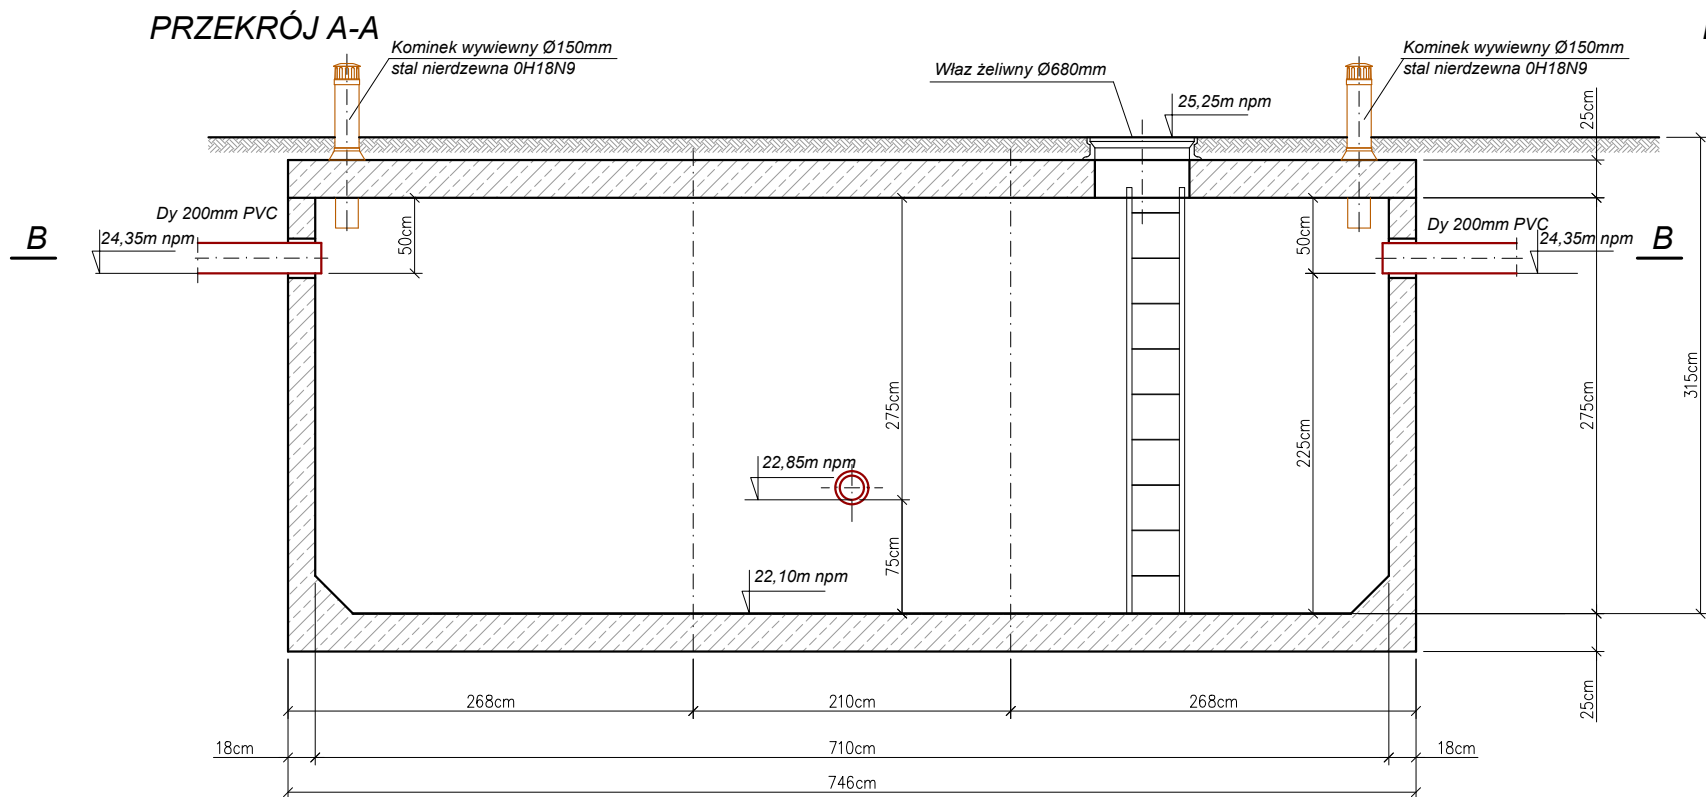 PRZEKRÓJ A-A
Kominek wywiewny Ø150mm
stal nierdzewna 0H18N9
Właz żeliwny Ø680mm
Kominek wywiewny Ø150mm
stal nierdzewna 0H18N9
25,25m npm
25cm
Dy 200mm PVC
24,35m npm
B
50cm
50cm
Dy 200mm PVC
24,35m npm
B
315cm
275cm
275cm
225cm
22,85m npm
75cm
22,10m npm
268cm
210cm
268cm
25cm
18cm
710cm
18cm
746cm